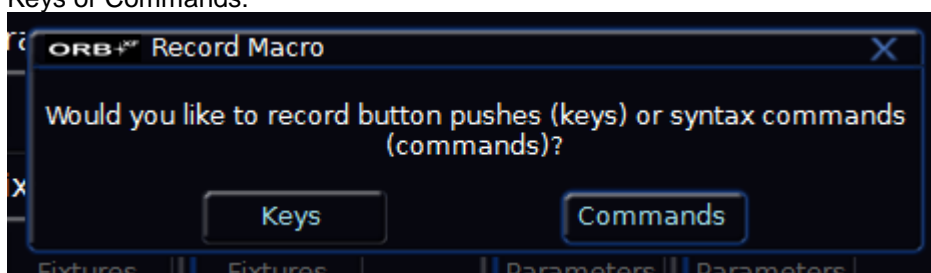 Keys or Commands.
ORB+XF Record Macro X
Would you like to record button pushes (keys) or syntax commands
(commands)?
Keys Commands
Fixtures Fixtures Parameters Parameters